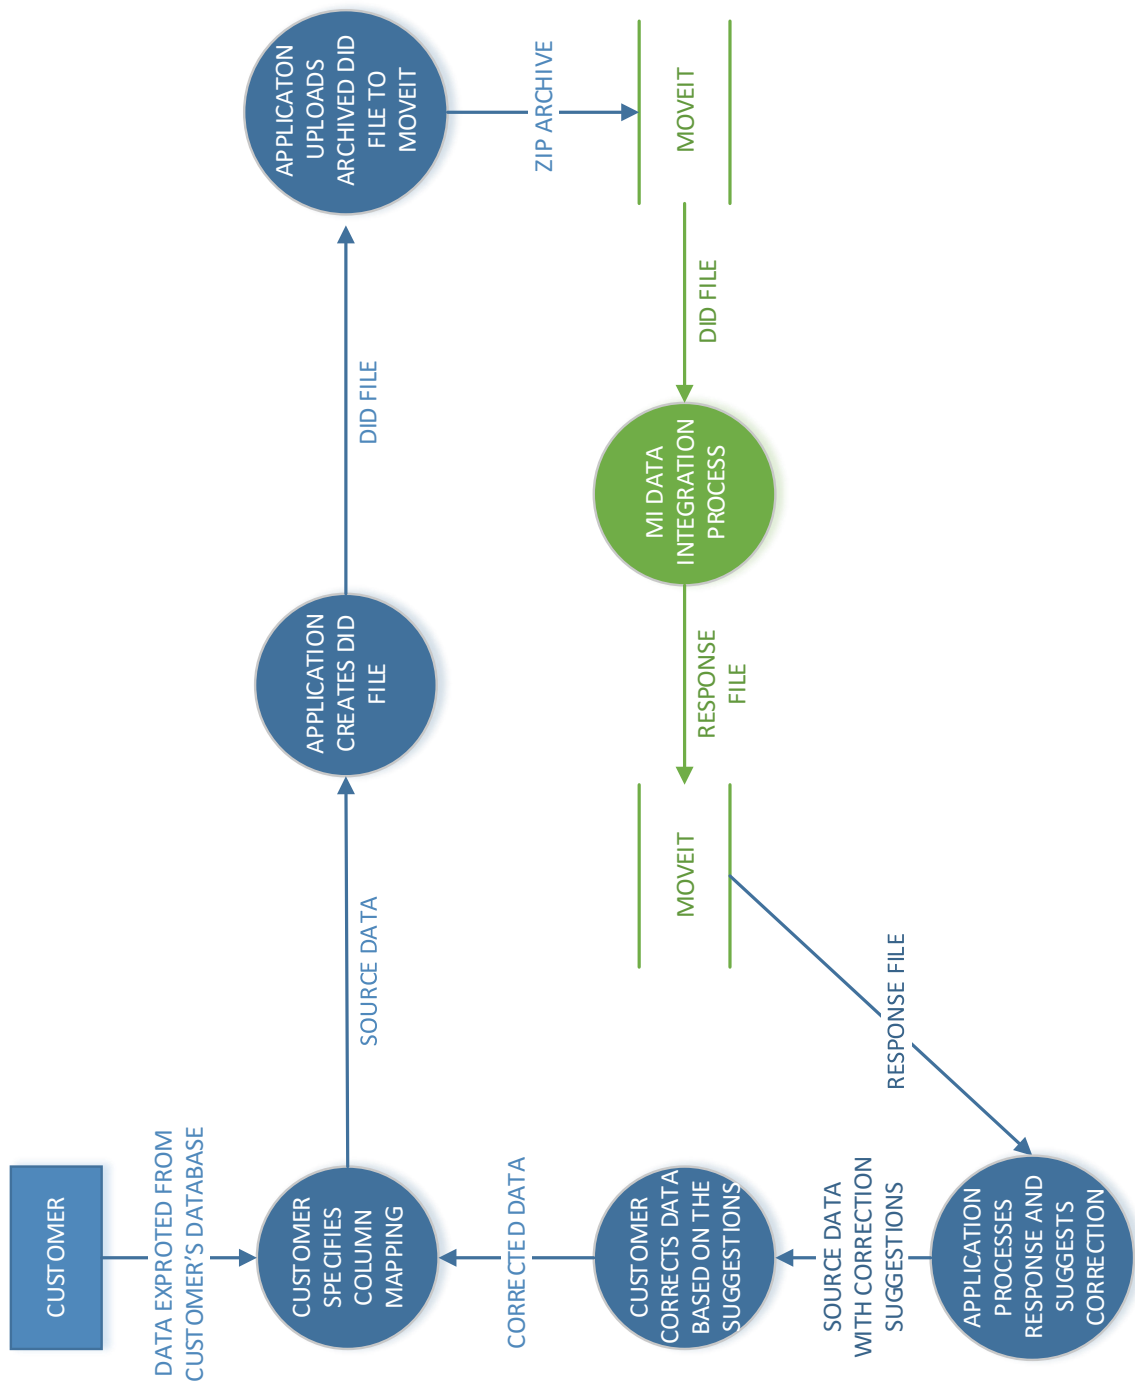 CUSTOMER
DATA EXPROTED FROM
CUSTOMER'S DATABASE
CUSTOMER
SPECIFIES
COLUMN
MAPPING
SOURCE DATA
APPLICATION
CREATES DID
FILE
DID FILE
APPLICATON
UPLOADS
ARCHIVED DID
FILE TO
MOVEIT
ZIP ARCHIVE
MOVEIT
DID FILE
MI DATA
INTEGRATION
PROCESS
RESPONSE
FILE
MOVEIT
RESPONSE FILE
APPLICATION
PROCESSES
RESPONSE AND
SUGGESTS
CORRECTION
SOURCE DATA
WITH CORRECTION
SUGGESTIONS
CUSTOMER
CORRECTS DATA
BASED ON THE
SUGGESTIONS
CORRECTED DATA